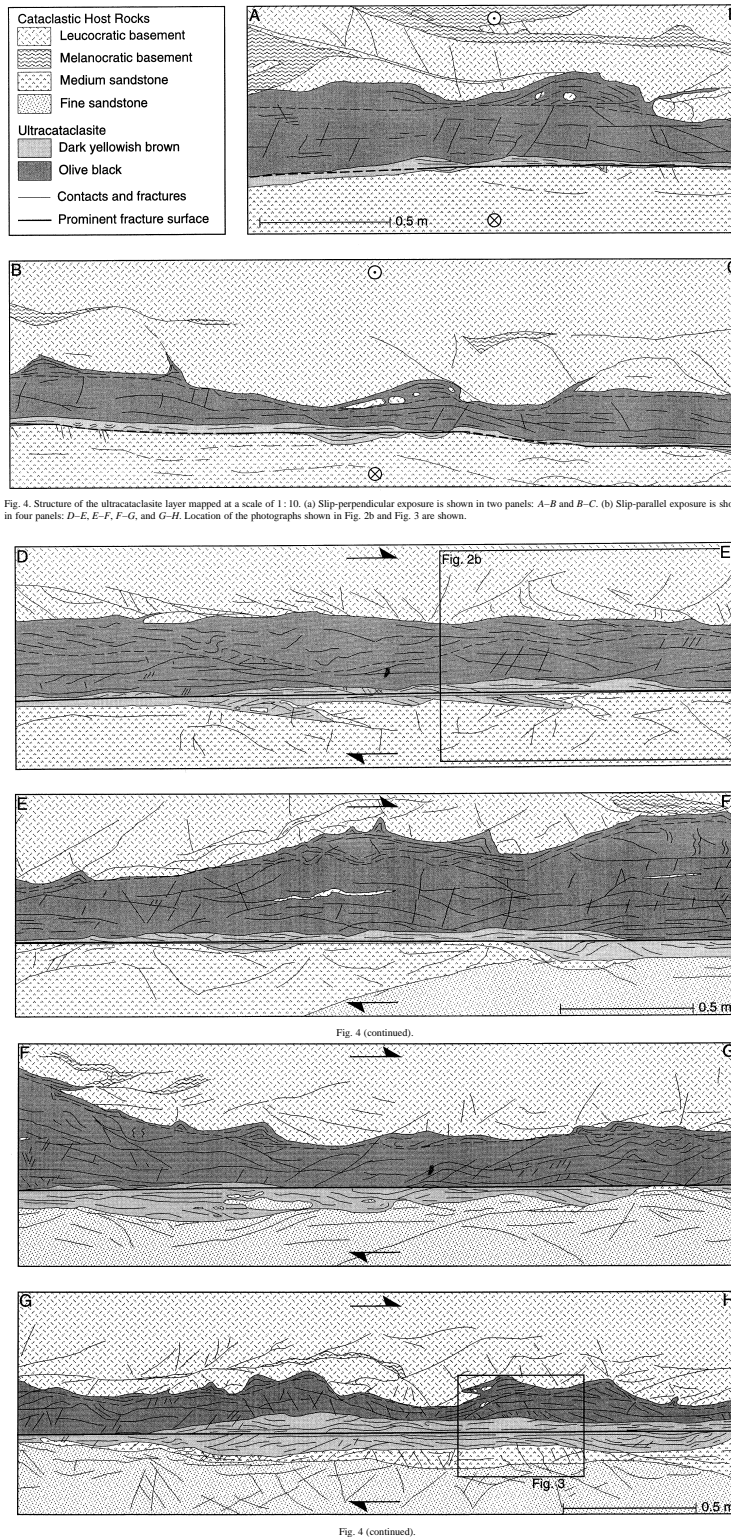 Cataclastic Host Rocks
Leucocratic basement
Melanocratic basement
Medium sandstone
Fine sandstone
Ultracataclasite
Dark yellowish brown
Olive black
Contacts and fractures
Prominent fracture surface
A
0.5 m
B
Fig. 4. Structure of the ultracataclasite layer mapped at a scale of 1:10. (a) Slip-perpendicular exposure is shown in two panels: A–B and B–C. (b) Slip-parallel exposure is
in four panels: D–E, E–F, F–G, and G–H. Location of the photographs shown in Fig. 2b and Fig. 3 are shown.
D
Fig. 2b
E
E
F
0.5 m
Fig. 4 (continued).
F
G
G
H
Fig. 3
0.5 m
Fig. 4 (continued).